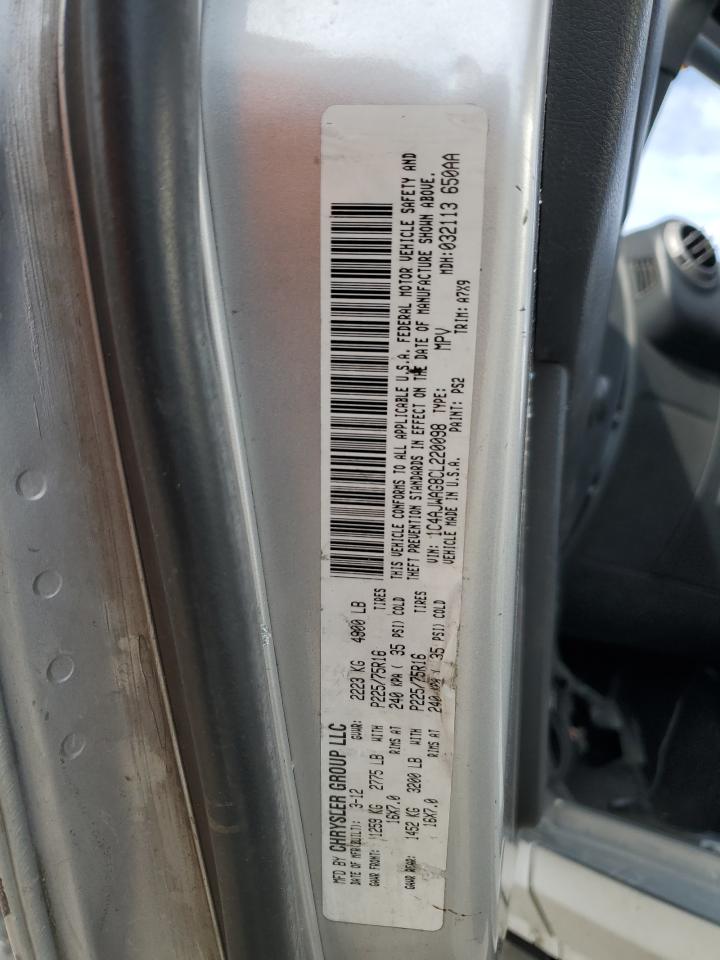 MFD BY CHRYSLER GROUP LLC
DATE OF MFR(BUILT): 3-12 GVWR: 2223 KG 4900 LB
GAWR FRONT: 1259 KG 2775 LB WITH P225/75R16 TIRES
16X7.0 RIMS AT 240 KPA ( 35 PSI) COLD
GAWR REAR: 1452 KG 3200 LB WITH P225/75R16 TIRES
16X7.0 RIMS AT 240 KPA ( 35 PSI) COLD
THIS VEHICLE CONFORMS TO ALL APPLICABLE U.S.A. FEDERAL MOTOR VEHICLE SAFETY AND
THEFT PREVENTION STANDARDS IN EFFECT ON THE DATE OF MANUFACTURE SHOWN ABOVE.
VIN: 1C4AJWAG8CL220098 TYPE: MPV MDH: 032113 650AA
VEHICLE MADE IN U.S.A. PAINT: PS2 TRIM: A7X9